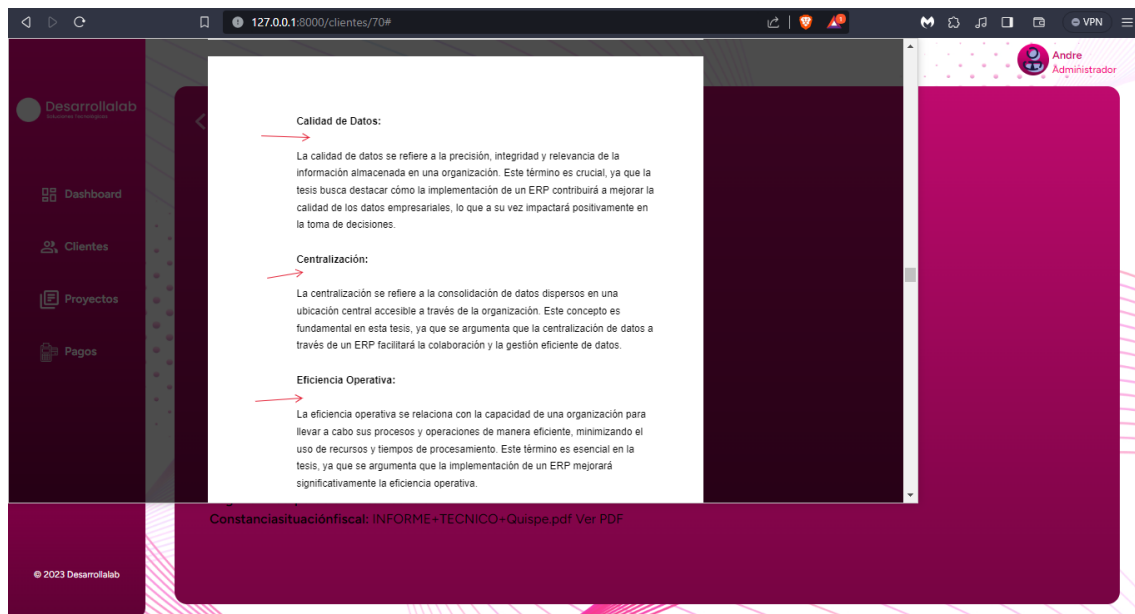 127.0.0.1:8000/clientes/70#
VPN
Andre
Administrador
Desarrollalab
Dashboard
Clientes
Proyectos
Pagos
Calidad de Datos:
La calidad de datos se refiere a la precisión, integridad y relevancia de la
información almacenada en una organización. Este término es crucial, ya que la
tesis busca destacar cómo la implementación de un ERP contribuirá a mejorar la
calidad de los datos empresariales, lo que a su vez impactará positivamente en
la toma de decisiones.
Centralización:
La centralización se refiere a la consolidación de datos dispersos en una
ubicación central accesible a través de la organización. Este concepto es
fundamental en esta tesis, ya que se argumenta que la centralización de datos a
través de un ERP facilitará la colaboración y la gestión eficiente de datos.
Eficiencia Operativa:
La eficiencia operativa se relaciona con la capacidad de una organización para
llevar a cabo sus procesos y operaciones de manera eficiente, minimizando el
uso de recursos y tiempos de procesamiento. Este término es esencial en la
tesis, ya que se argumenta que la implementación de un ERP mejorará
significativamente la eficiencia operativa.
Constanciasituaciónfiscal: INFORME+TECNICO+Quispe.pdf Ver PDF
© 2023 Desarrollalab